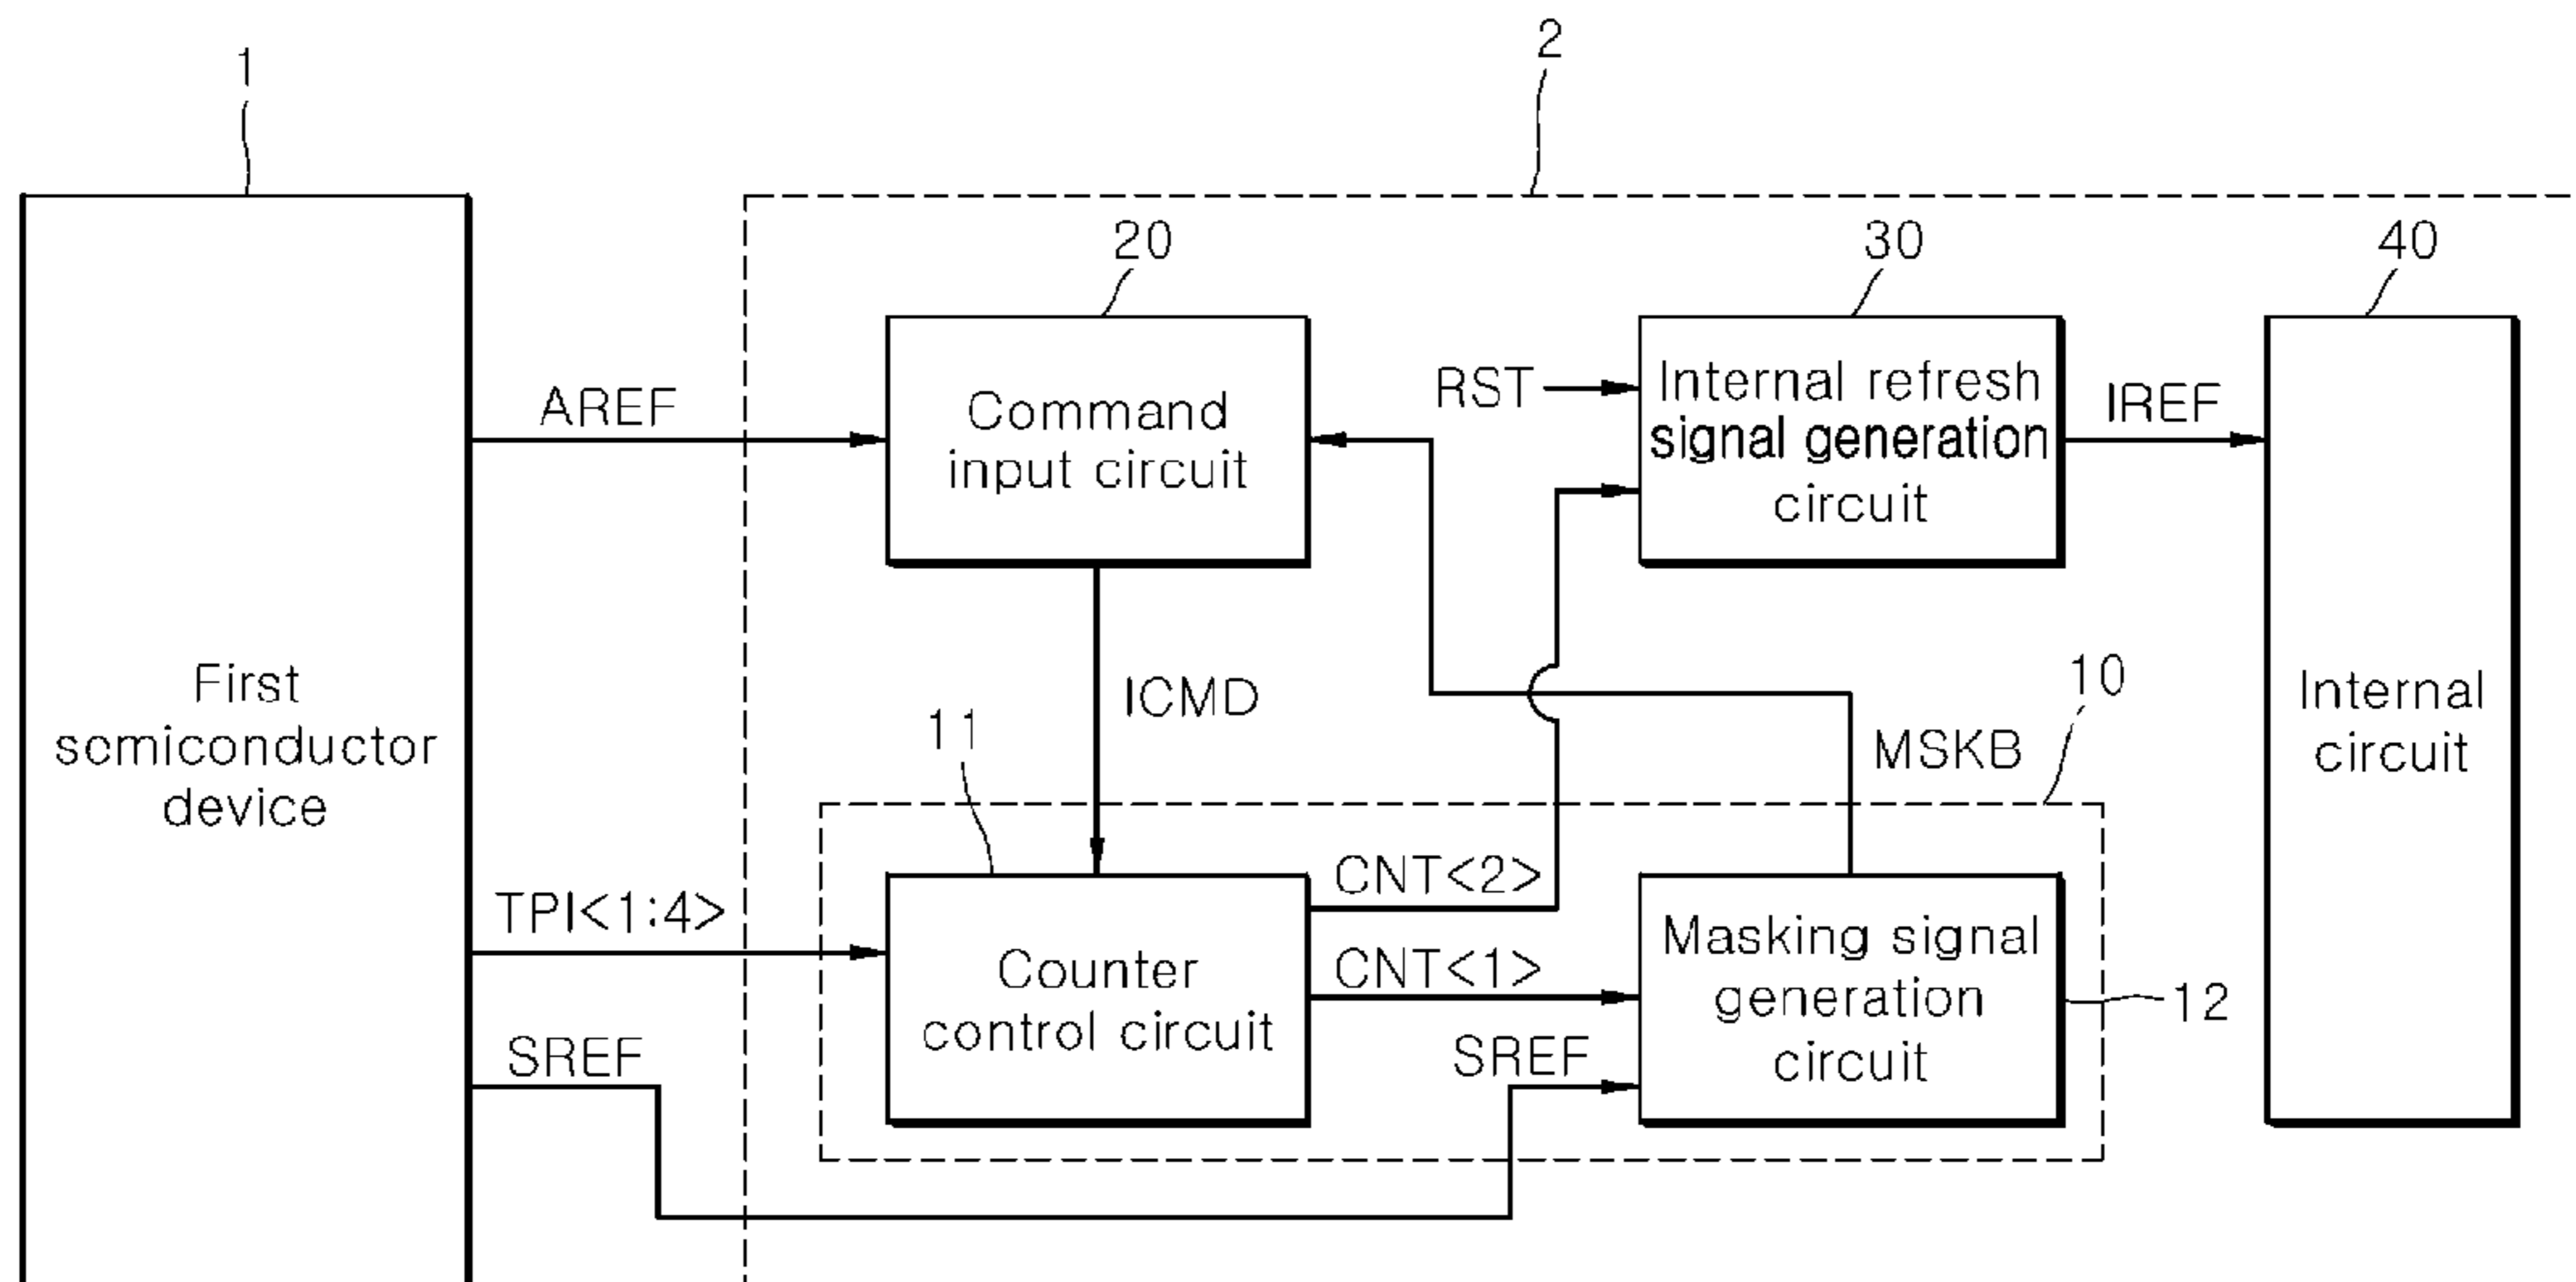 1
2
20
30
40
AREF
Command
input circuit
RST
Internal refresh
signal generation
circuit
IREF
First
semiconductor
device
ICMD
MSKB
10
Internal
circuit
11
TPI<1:4>
SREF
Counter
control circuit
CNT<2>
CNT<1>
SREF
Masking signal
generation
circuit
12